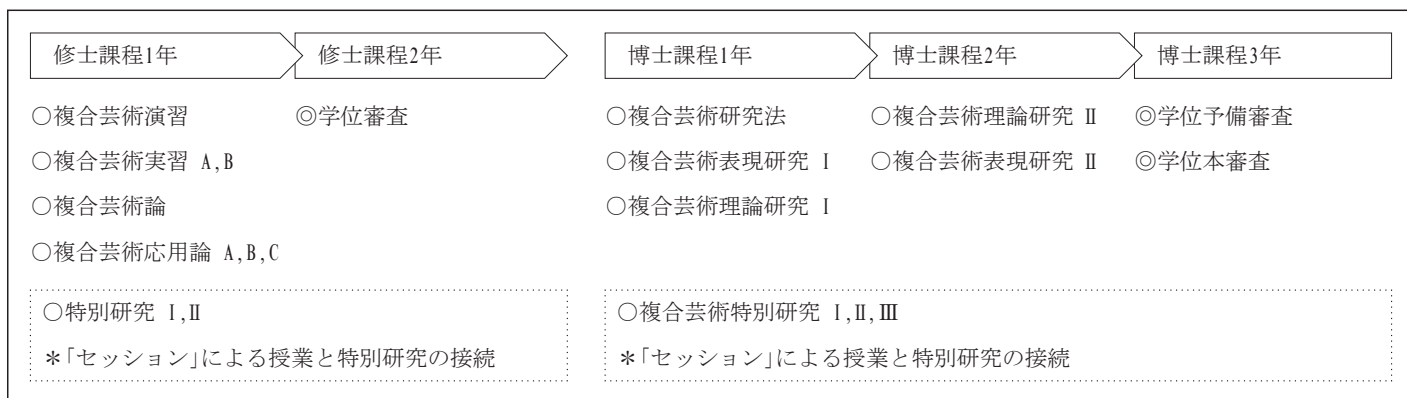 修士課程1年 修士課程2年 博士課程1年 博士課程2年 博士課程3年
○複合芸術演習 ◎学位審査 ○複合芸術研究法 ○複合芸術理論研究 Ⅱ ◎学位予備審査
○複合芸術実習 A,B ○複合芸術表現研究 Ⅰ ○複合芸術表現研究 Ⅱ ◎学位本審査
○複合芸術論 ○複合芸術理論研究 Ⅰ
○複合芸術応用論 A,B,C
○特別研究 Ⅰ,Ⅱ ○複合芸術特別研究 Ⅰ,Ⅱ,Ⅲ
＊「セッション」による授業と特別研究の接続 ＊「セッション」による授業と特別研究の接続